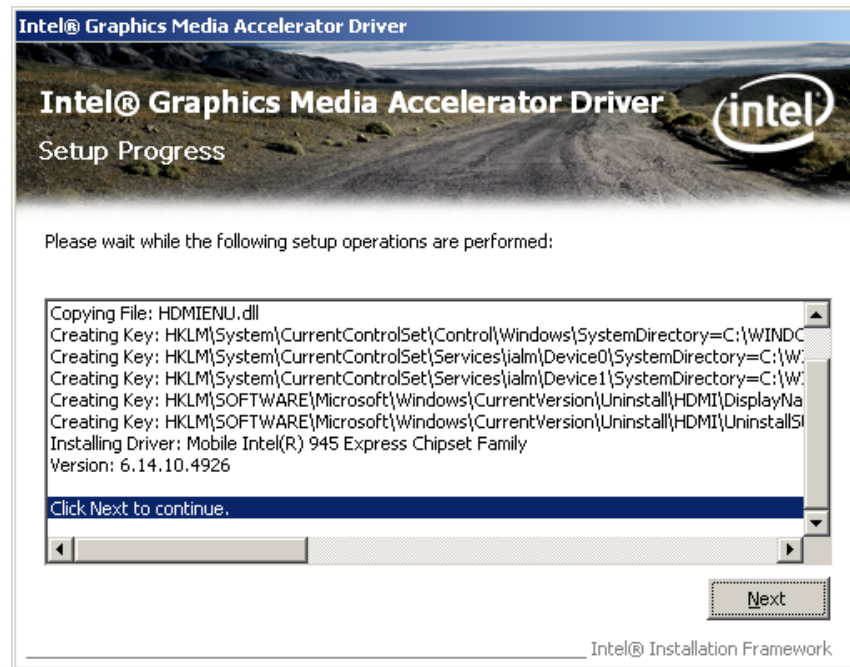 Intel® Graphics Media Accelerator Driver
Intel® Graphics Media Accelerator Driver
intel
Setup Progress
Please wait while the following setup operations are performed:
Copying File: HDMIENU.dll
Creating Key: HKLM\System\CurrentControlSet\Control\Windows\SystemDirectory=C:\WINDO
Creating Key: HKLM\System\CurrentControlSet\Services\ialm\Device0\SystemDirectory=C:\W
Creating Key: HKLM\System\CurrentControlSet\Services\ialm\Device1\SystemDirectory=C:\W
Creating Key: HKLM\SOFTWARE\Microsoft\Windows\CurrentVersion\Uninstall\HDMI\DisplayNa
Creating Key: HKLM\SOFTWARE\Microsoft\Windows\CurrentVersion\Uninstall\HDMI\UninstallS
Installing Driver: Mobile Intel(R) 945 Express Chipset Family
Version: 6.14.10.4926
Click Next to continue.
Next
Intel® Installation Framework